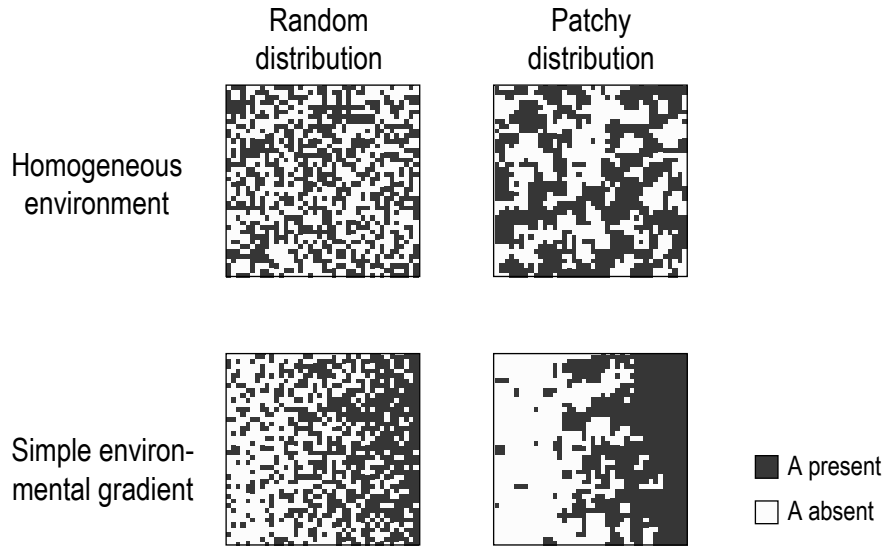 Random
distribution
Patchy
distribution
Homogeneous
environment
Simple environ-
mental gradient
A present
A absent